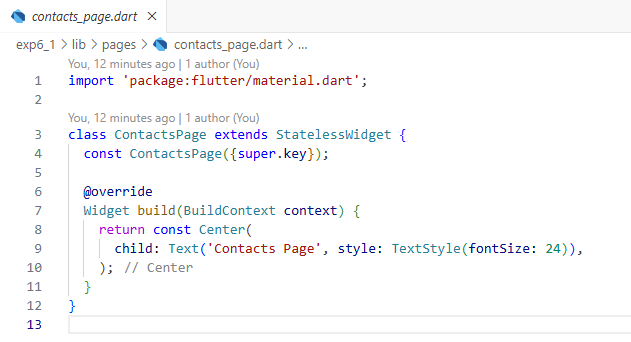 contacts_page.dart ×
exp6_1 > lib > pages > contacts_page.dart > ...
You, 12 minutes ago | 1 author (You)
1 import 'package:flutter/material.dart';
2
You, 12 minutes ago | 1 author (You)
3 class ContactsPage extends StatelessWidget {
4   const ContactsPage({super.key});
5
6   @override
7   Widget build(BuildContext context) {
8     return const Center(
9       child: Text('Contacts Page', style: TextStyle(fontSize: 24)),
10     ); // Center
11   }
12 }
13